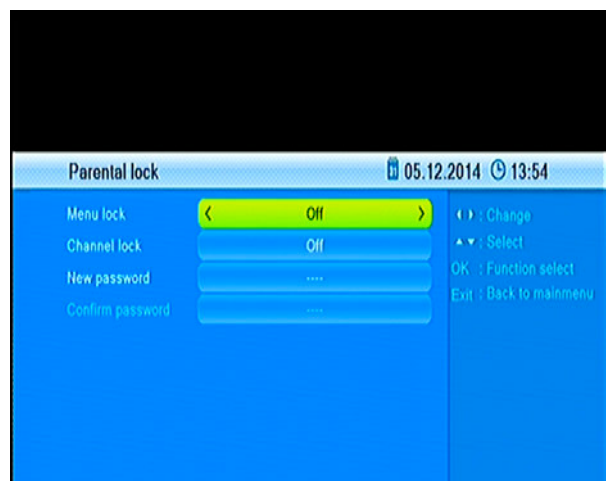 Parental lock 05.12.2014 13:54
Menu lock Off
Channel lock Off
New password ----
Confirm password ----
: Change
: Select
OK : Function select
Exit : Back to mainmenu